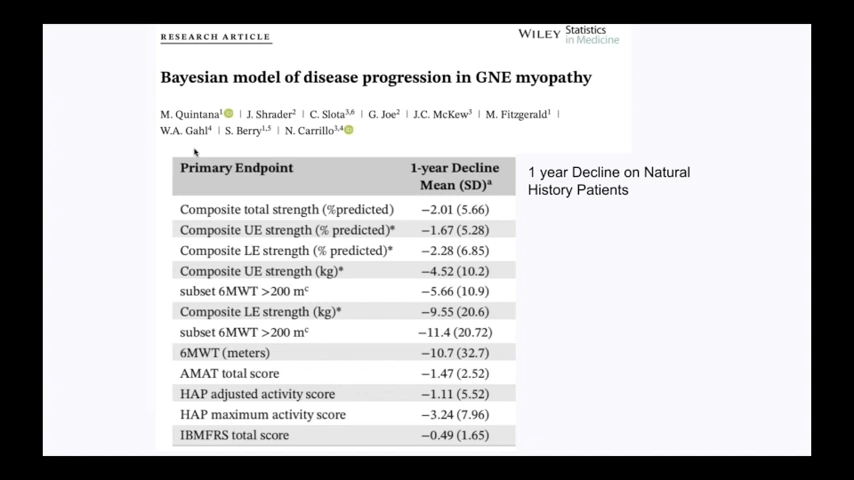 RESEARCH ARTICLE
WILEY Statistics in Medicine
Bayesian model of disease progression in GNE myopathy
M. Quintana¹ | J. Shrader² | C. Slota³,⁶ | G. Joe² | J.C. McKew³ | M. Fitzgerald¹ |
W.A. Gahl⁴ | S. Berry¹,⁵ | N. Carrillo³,⁴
Primary Endpoint 1-year Decline Mean (SD)ᵃ
Composite total strength (%predicted) −2.01 (5.66)
Composite UE strength (% predicted)* −1.67 (5.28)
Composite LE strength (% predicted)* −2.28 (6.85)
Composite UE strength (kg)* −4.52 (10.2)
subset 6MWT >200 mᶜ −5.66 (10.9)
Composite LE strength (kg)* −9.55 (20.6)
subset 6MWT >200 mᶜ −11.4 (20.72)
6MWT (meters) −10.7 (32.7)
AMAT total score −1.47 (2.52)
HAP adjusted activity score −1.11 (5.52)
HAP maximum activity score −3.24 (7.96)
IBMFRS total score −0.49 (1.65)
1 year Decline on Natural
History Patients